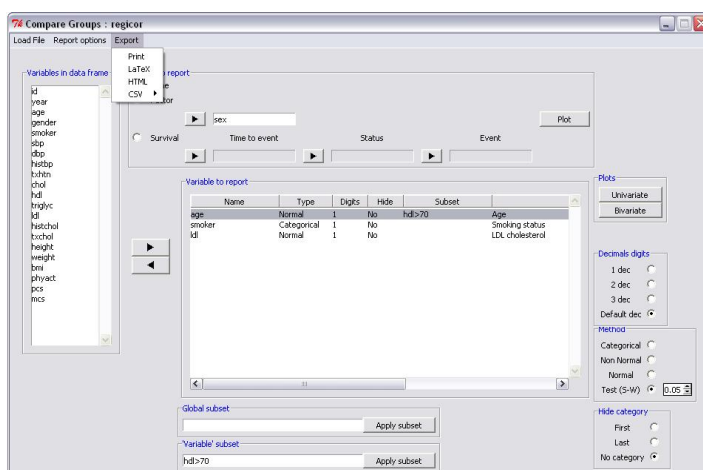 Compare Groups : regicor
Load File Report options Export
Print
LaTeX
HTML
CSV
Variables in data frame
id
year
age
gender
smoker
sbp
dbp
histbp
txhtn
chol
hdl
triglyc
ldl
histchol
txchol
height
weight
bmi
phyact
pcs
mcs
report
sex
Plot
Survival Time to event Status Event
Variable to report
Name Type Digits Hide Subset
age Normal 1 No hdl>70 Age
smoker Categorical 1 No Smoking status
ldl Normal 1 No LDL cholesterol
Plots
Univariate
Bivariate
Decimals digits
1 dec
2 dec
3 dec
Default dec
Method
Categorical
Non Normal
Normal
Test (S-W) 0.05
Hide category
First
Last
No category
Global subset
Apply subset
'Variable' subset
hdl>70 Apply subset